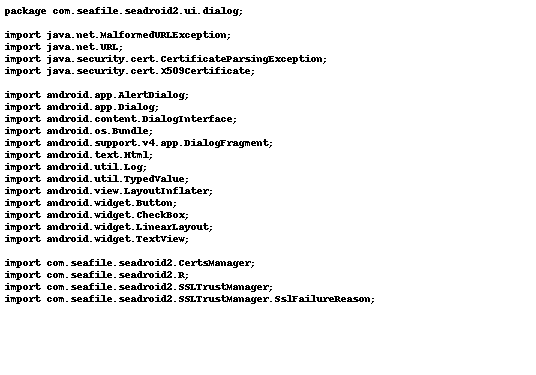 package com.seafile.seadroid2.ui.dialog;
import java.net.MalformedURLException;
import java.net.URL;
import java.security.cert.CertificateParsingException;
import java.security.cert.X509Certificate;
import android.app.AlertDialog;
import android.app.Dialog;
import android.content.DialogInterface;
import android.os.Bundle;
import android.support.v4.app.DialogFragment;
import android.text.Html;
import android.util.Log;
import android.util.TypedValue;
import android.view.LayoutInflater;
import android.widget.Button;
import android.widget.CheckBox;
import android.widget.LinearLayout;
import android.widget.TextView;
import com.seafile.seadroid2.CertsManager;
import com.seafile.seadroid2.R;
import com.seafile.seadroid2.SSLTrustManager;
import com.seafile.seadroid2.SSLTrustManager.SslFailureReason;